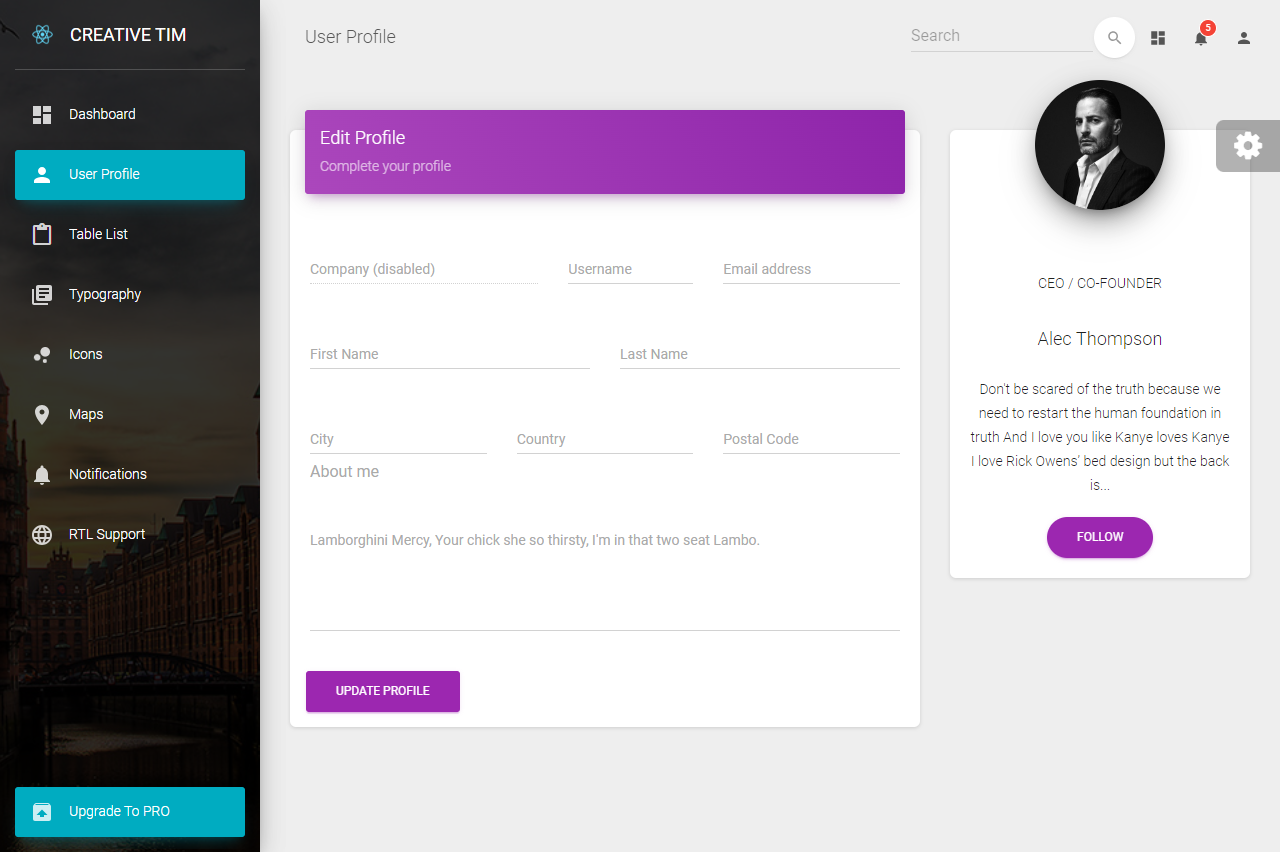 CREATIVE TIM
Dashboard
User Profile
Table List
Typography
Icons
Maps
Notifications
RTL Support
Upgrade To PRO
User Profile
Search
5
Edit Profile
Complete your profile
Company (disabled)
Username
Email address
First Name
Last Name
City
Country
Postal Code
About me
Lamborghini Mercy, Your chick she so thirsty, I'm in that two seat Lambo.
UPDATE PROFILE
CEO / CO-FOUNDER
Alec Thompson
Don't be scared of the truth because we
need to restart the human foundation in
truth And I love you like Kanye loves Kanye
I love Rick Owens' bed design but the back
is...
FOLLOW